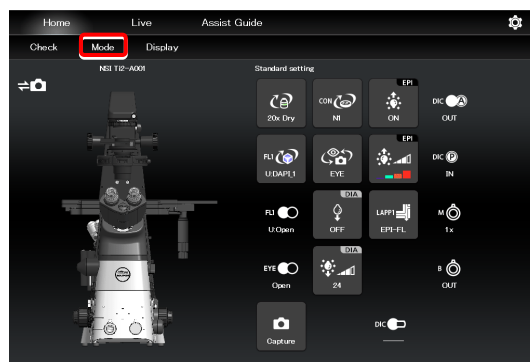 Home Live Assist Guide
Check Mode Display
NSI Ti2-A001 Standard setting
EPI
20x Dry CON N1 ON DIC A OUT
EPI
FL1 U:DAPI_1 EYE DIC P IN
DIA
FL1 U:Open OFF LAPP1 EPI-FL M 1x
DIA
EYE Open 24 B OUT
Capture DIC